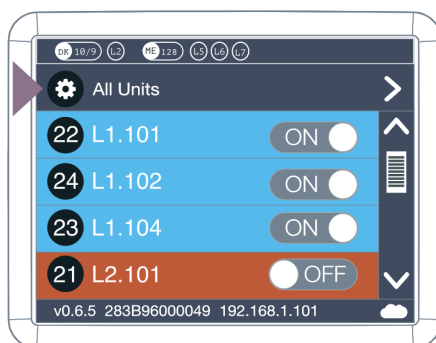 DK 10/9 L2 ME 128 L5 L6 L7
All Units
22 L1.101 ON
24 L1.102 ON
23 L1.104 ON
21 L2.101 OFF
v0.6.5 283B96000049 192.168.1.101